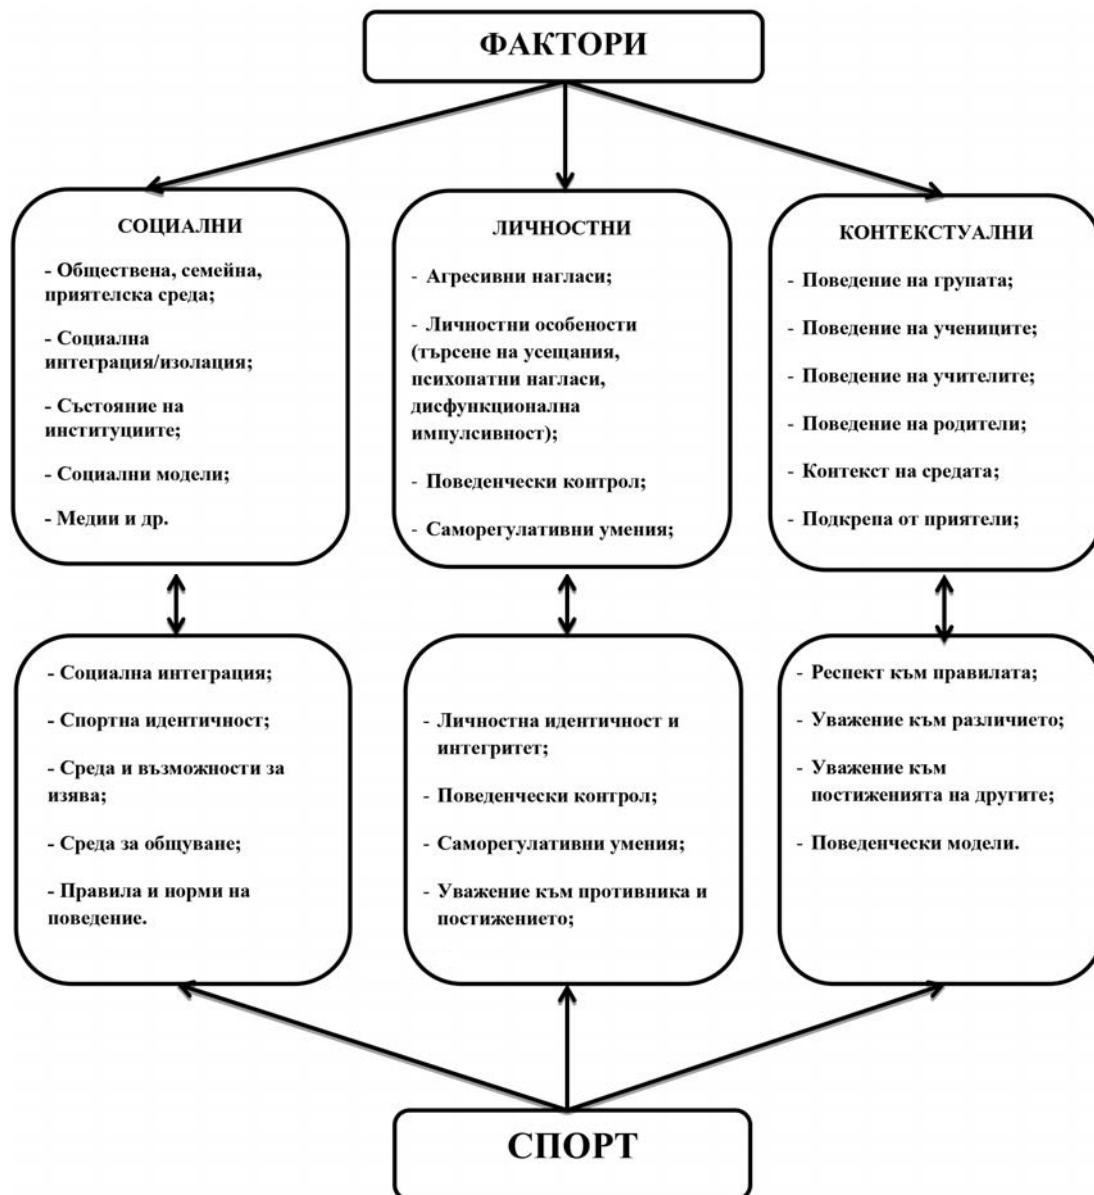 ФАКТОРИ
СОЦИАЛНИ
- Обществена, семейна,
приятелска среда;
- Социална
интеграция/изолация;
- Състояние на
институциите;
- Социални модели;
- Медии и др.
ЛИЧНОСТНИ
- Агресивни нагласи;
- Личностни особености
(търсене на усещания,
психопатни нагласи,
дисфункционална
импулсивност);
- Поведенчески контрол;
- Саморегулативни умения;
КОНТЕКСТУАЛНИ
- Поведение на групата;
- Поведение на учениците;
- Поведение на учителите;
- Поведение на родители;
- Контекст на средата;
- Подкрепа от приятели;
- Социална интеграция;
- Спортна идентичност;
- Среда и възможности за
изява;
- Среда за общуване;
- Правила и норми на
поведение.
- Личностна идентичност и
интегритет;
- Поведенчески контрол;
- Саморегулативни умения;
- Уважение към противника и
постижението;
- Респект към правилата;
- Уважение към различието;
- Уважение към
постиженията на другите;
- Поведенчески модели.
СПОРТ